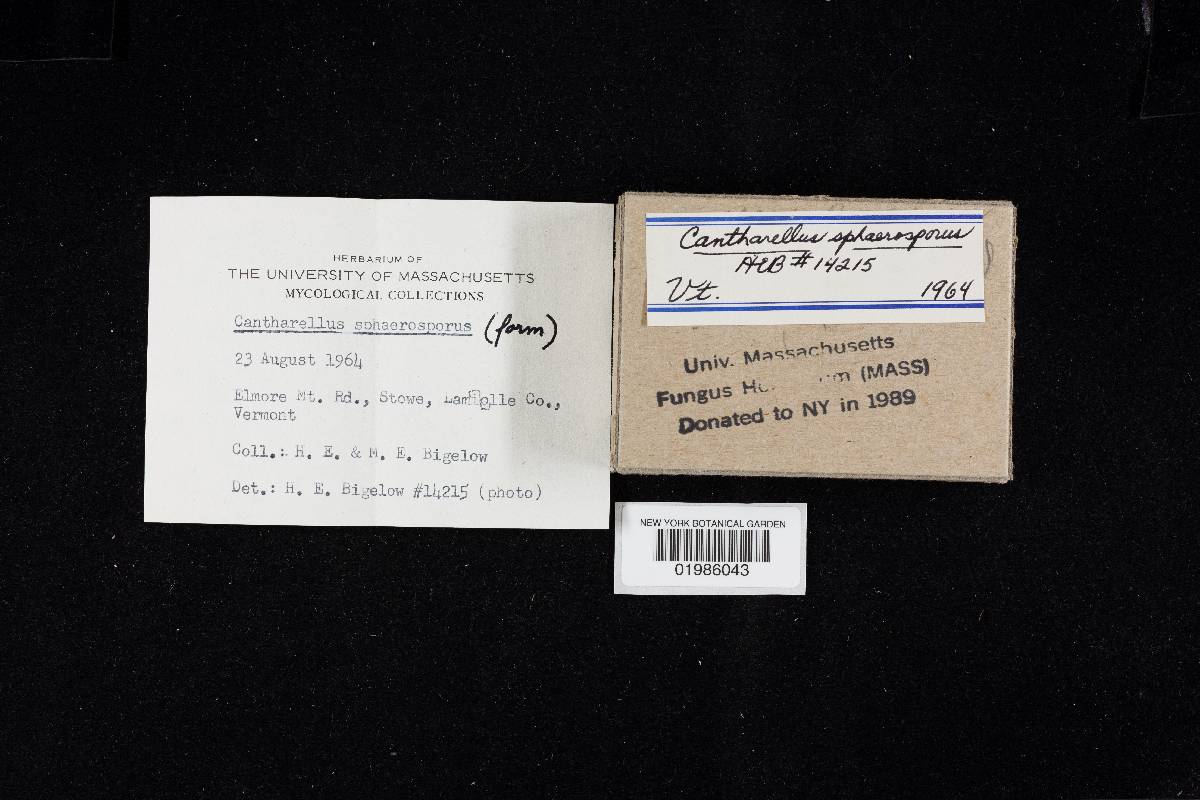 HERBARIUM OF
THE UNIVERSITY OF MASSACHUSETTS
MYCOLOGICAL COLLECTIONS
Cantharellus sphaerosporus (form)
23 August 1964
Elmore Mt. Rd., Stowe, Lamoille Co.,
Vermont
Coll.: H. E. & M. E. Bigelow
Det.: H. E. Bigelow #14215 (photo)
Cantharellus sphaerosporus
HEB # 14215
Vt. 1964
Univ. Massachusetts
Fungus (MASS)
Donated to NY in 1989
NEW YORK BOTANICAL GARDEN
01986043